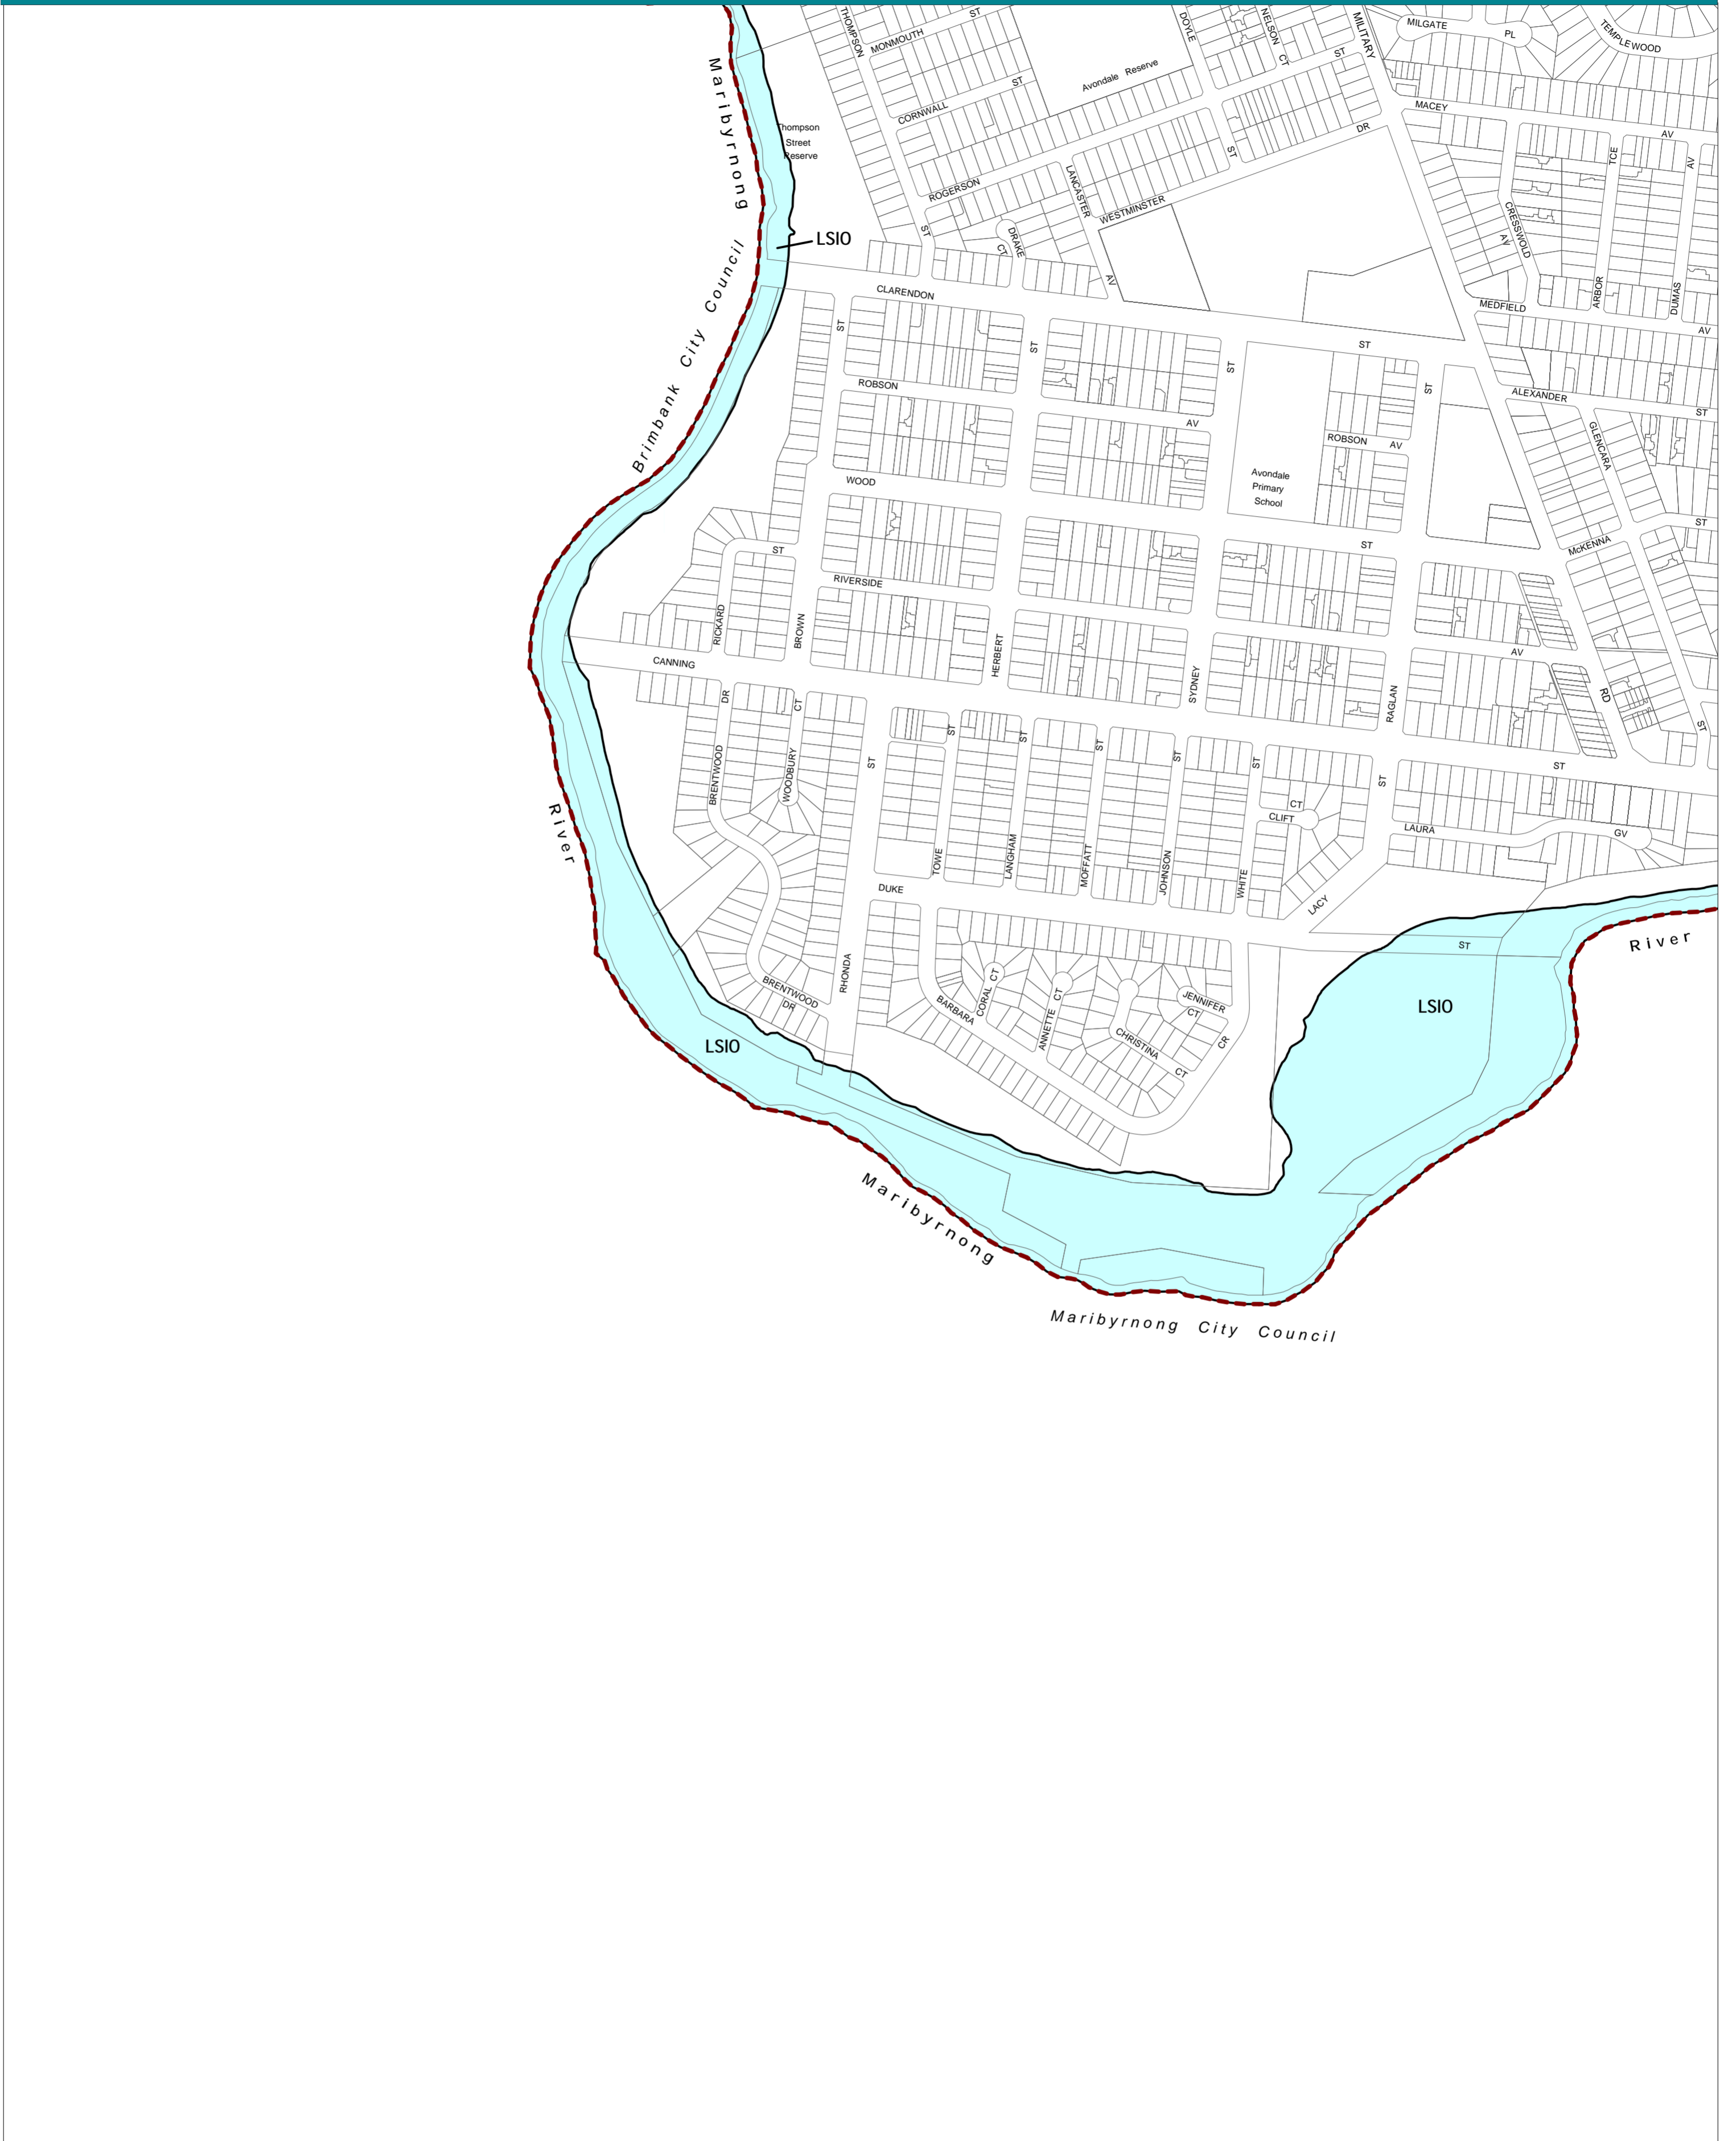 THOMPSON
MONMOUTH
ST
DOYLE
NELSON
CT
ST
MILITARY
MILGATE
PL
TEMPLEWOOD
Maribyrnong
Avondale Reserve
CORNWALL
ST
MACEY
AV
Thompson
Street
Reserve
DR
ST
TCE
AV
ROGERSON
LANCASTER
WESTMINSTER
CRESSWOLD
AV
ST
DRAKE
CT
AV
LSIO
Brimbank City Council
CLARENDON
MEDFIELD
ARBOR
DUMAS
AV
ST
ST
ST
ST
ST
ROBSON
ALEXANDER
ST
AV
ROBSON
AV
GLENCARA
WOOD
Avondale
Primary
School
ST
ST
ST
McKENNA
RIVERSIDE
RICKARD
BROWN
HERBERT
AV
CANNING
SYDNEY
RAGLAN
RD
DR
CT
ST
ST
ST
ST
ST
ST
ST
ST
ST
BRENTWOOD
WOODBURY
CT
CLIFT
LAURA
GV
River
TOWE
LANGHAM
MOFFATT
JOHNSON
WHITE
DUKE
LACY
ST
River
RHONDA
BRENTWOOD
DR
BARBARA
CORAL CT
ANNETTE CT
JENNIFER
CT
CHRISTINA
CT
CR
LSIO
LSIO
Maribyrnong
Maribyrnong City Council